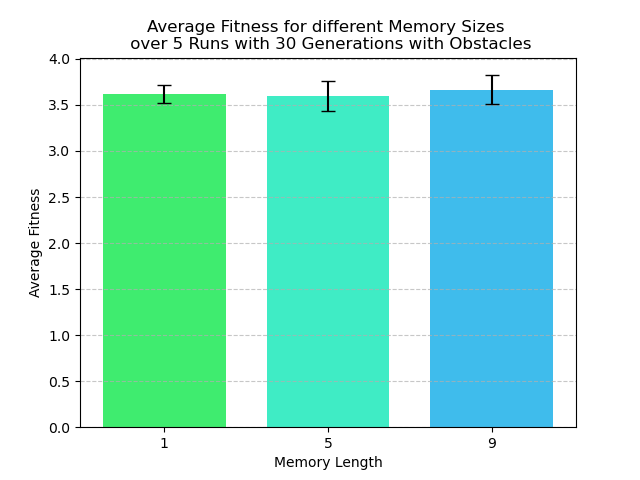 Average Fitness for different Memory Sizes
over 5 Runs with 30 Generations with Obstacles
4.0
3.5
3.0
2.5
2.0
1.5
1.0
0.5
0.0
Average Fitness
1 5 9
Memory Length